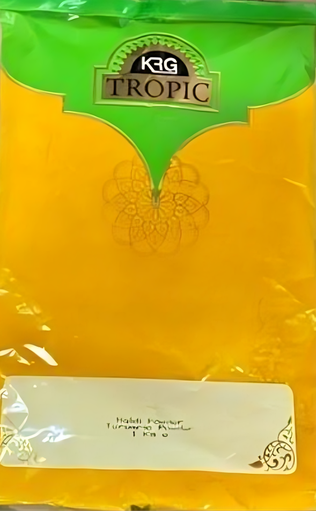 KRG
TROPIC
Haldi Powder
Turmeric Powder
1 KG